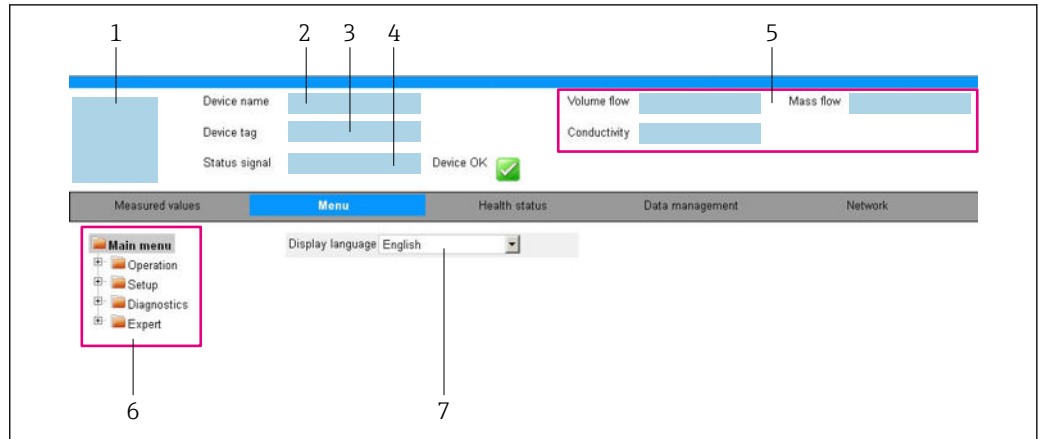 1 2 3 4 5
Device name Volume flow Mass flow
Device tag Conductivity
Status signal Device OK
Measured values Menu Health status Data management Network
Main menu Display language English
Operation
Setup
Diagnostics
Expert
6 7